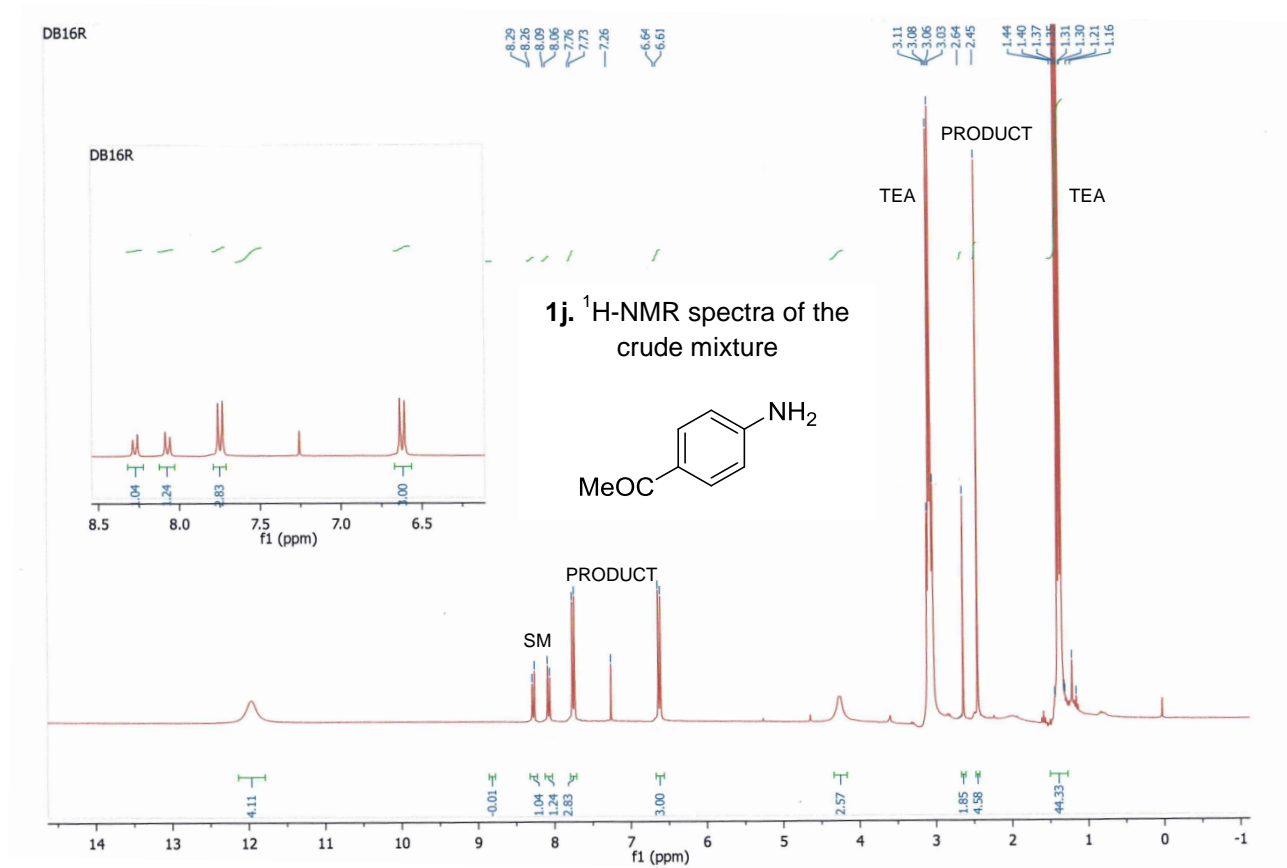 DB16R
8.29
8.26
8.09
8.06
7.76
7.73
7.26
6.64
6.61
3.11
3.08
3.06
3.03
2.64
2.45
1.44
1.40
1.37
1.35
1.31
1.30
1.21
1.16
DB16R
PRODUCT
TEA
TEA
1j. ¹H-NMR spectra of the
crude mixture
NH₂
MeOC
1.04
1.24
2.83
3.00
8.5 8.0 7.5 7.0 6.5
f1 (ppm)
PRODUCT
SM
4.11
-0.01
1.04
1.24
2.83
3.00
2.57
1.85
4.58
44.33
14 13 12 11 10 9 8 7 6 5 4 3 2 1 0 -1
f1 (ppm)